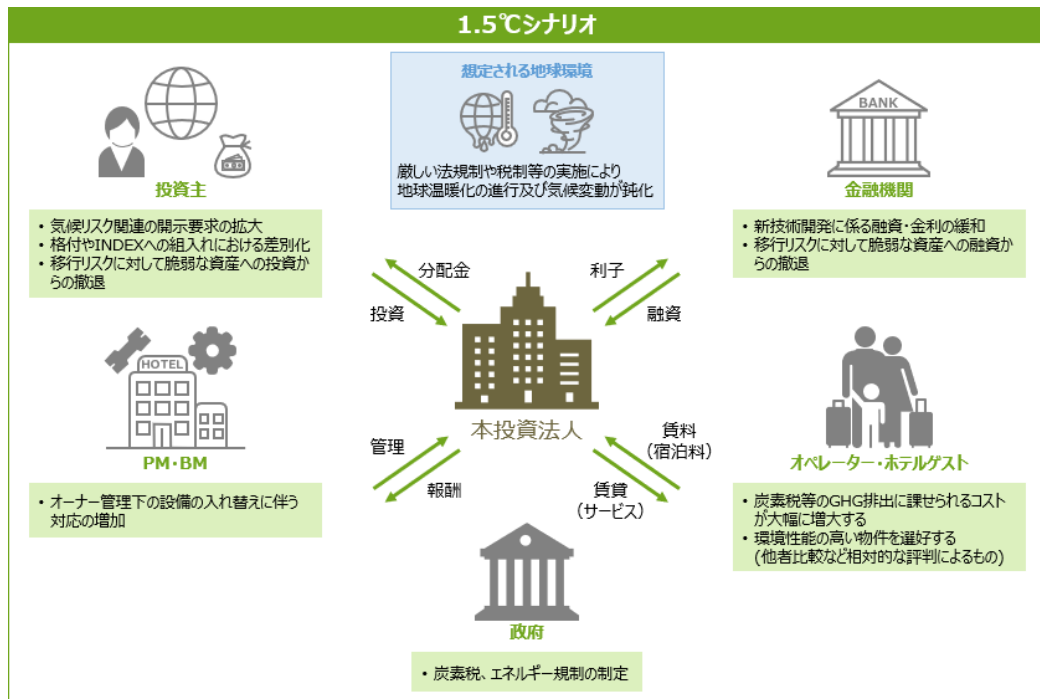 1.5℃シナリオ
想定される地球環境
厳しい法規制や税制等の実施により
地球温暖化の進行及び気候変動が鈍化
投資主
・気候リスク関連の開示要求の拡大
・格付やINDEXへの組入れにおける差別化
・移行リスクに対して脆弱な資産への投資か
らの撤退
BANK
金融機関
・新技術開発に係る融資・金利の緩和
・移行リスクに対して脆弱な資産への融資か
らの撤退
分配金
投資
利子
融資
本投資法人
HOTEL
PM・BM
・オーナー管理下の設備の入れ替えに伴う
対応の増加
管理
報酬
賃料
（宿泊料）
賃貸
（サービス）
オペレーター・ホテルゲスト
・炭素税等のGHG排出に課せられるコスト
が大幅に増大する
・環境性能の高い物件を選好する
(他者比較など相対的な評判によるもの)
政府
・炭素税、エネルギー規制の制定